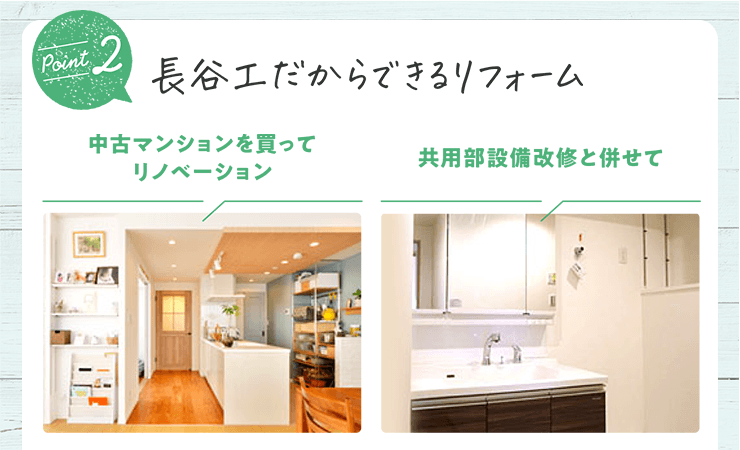 Point 2
長谷工だからできるリフォーム
中古マンションを買って
リノベーション
共用部設備改修と併せて